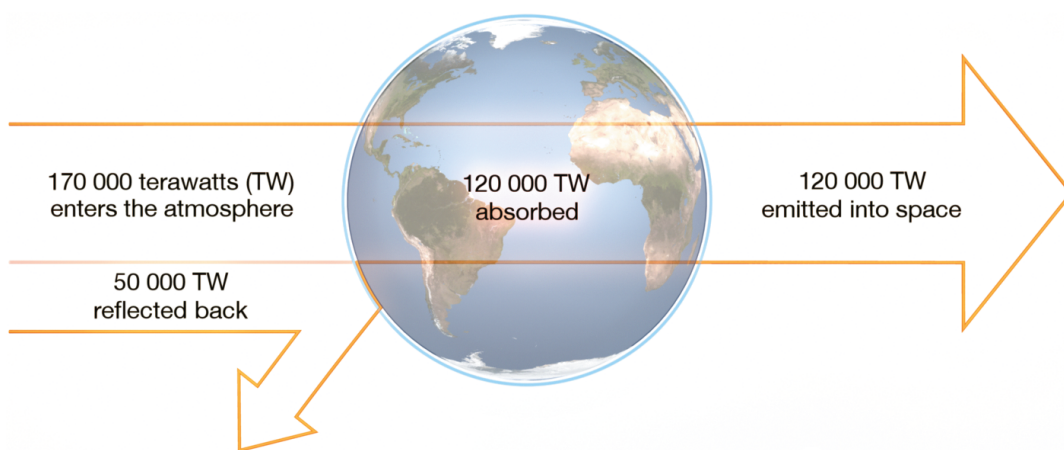 170 000 terawatts (TW)
enters the atmosphere
50 000 TW
reflected back
120 000 TW
absorbed
120 000 TW
emitted into space